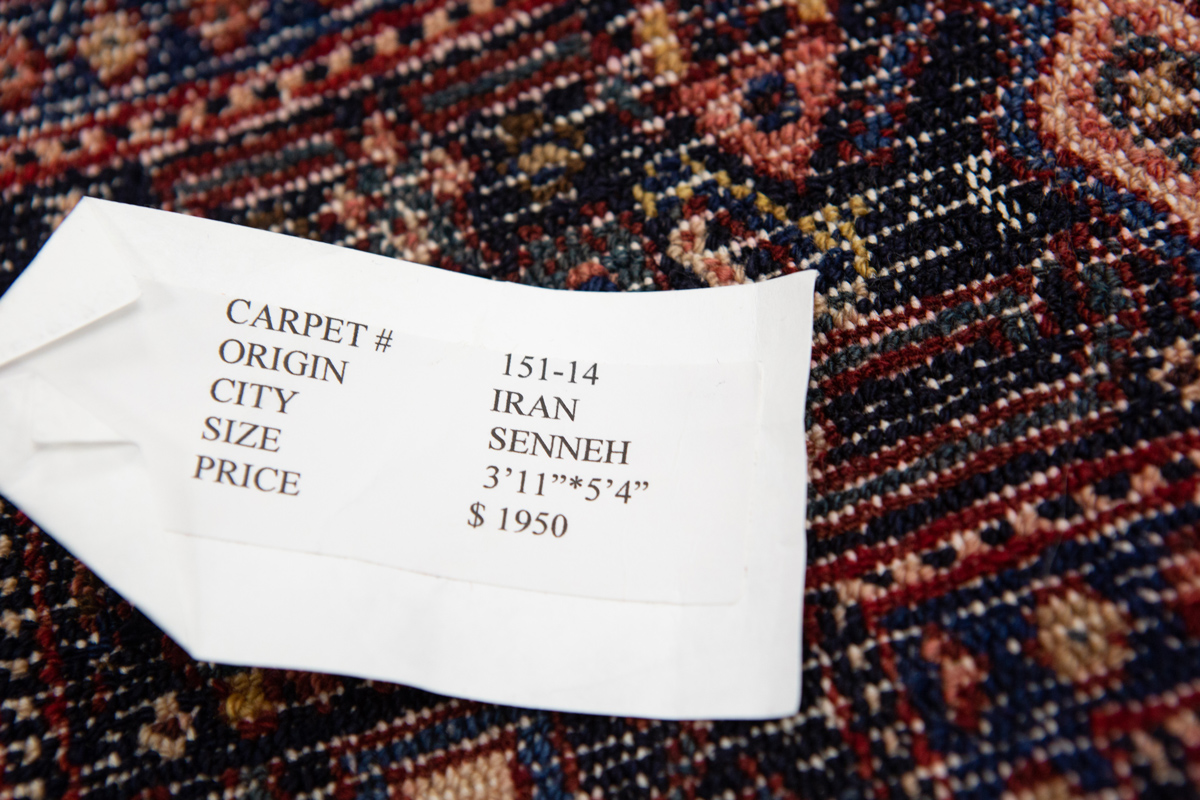 CARPET # 151-14
ORIGIN IRAN
CITY SENNEH
SIZE 3’11”*5’4”
PRICE $ 1950